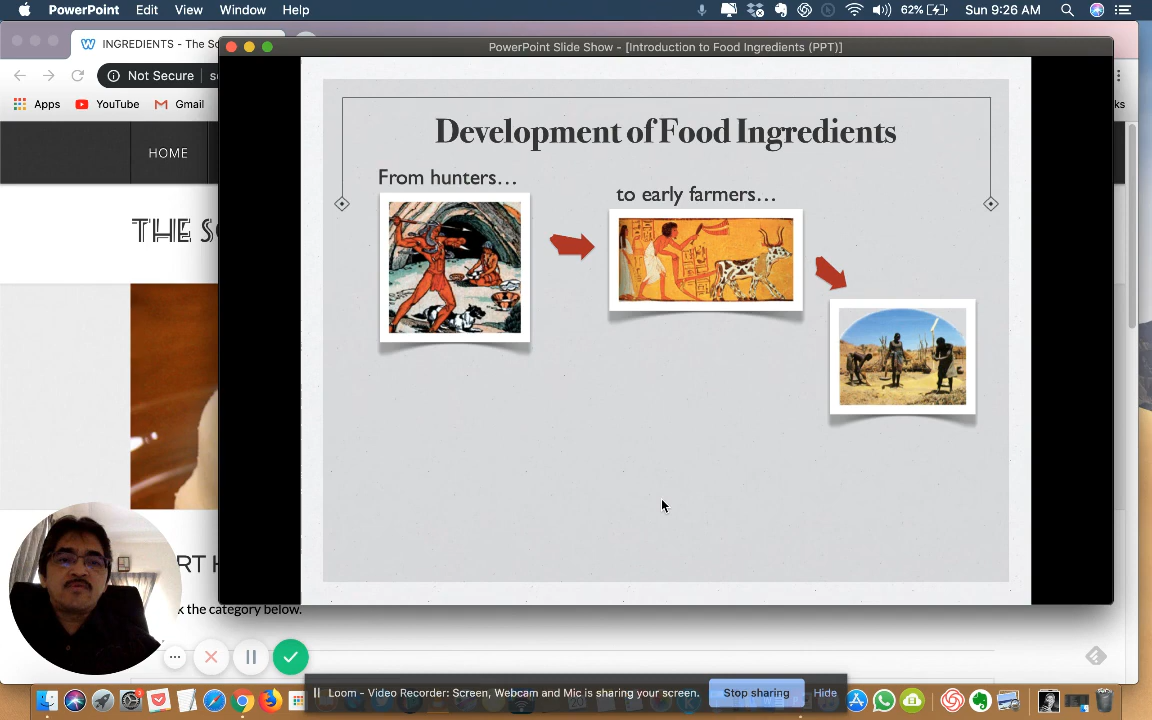 PowerPoint Edit View Window Help
62% Sun 9:26 AM
INGREDIENTS - The Sc
PowerPoint Slide Show - [Introduction to Food Ingredients (PPT)]
Not Secure
Apps YouTube Gmail
HOME
THE S
Development of Food Ingredients
From hunters...
to early farmers...
RT H
k the category below.
Loom - Video Recorder: Screen, Webcam and Mic is sharing your screen. Stop sharing Hide